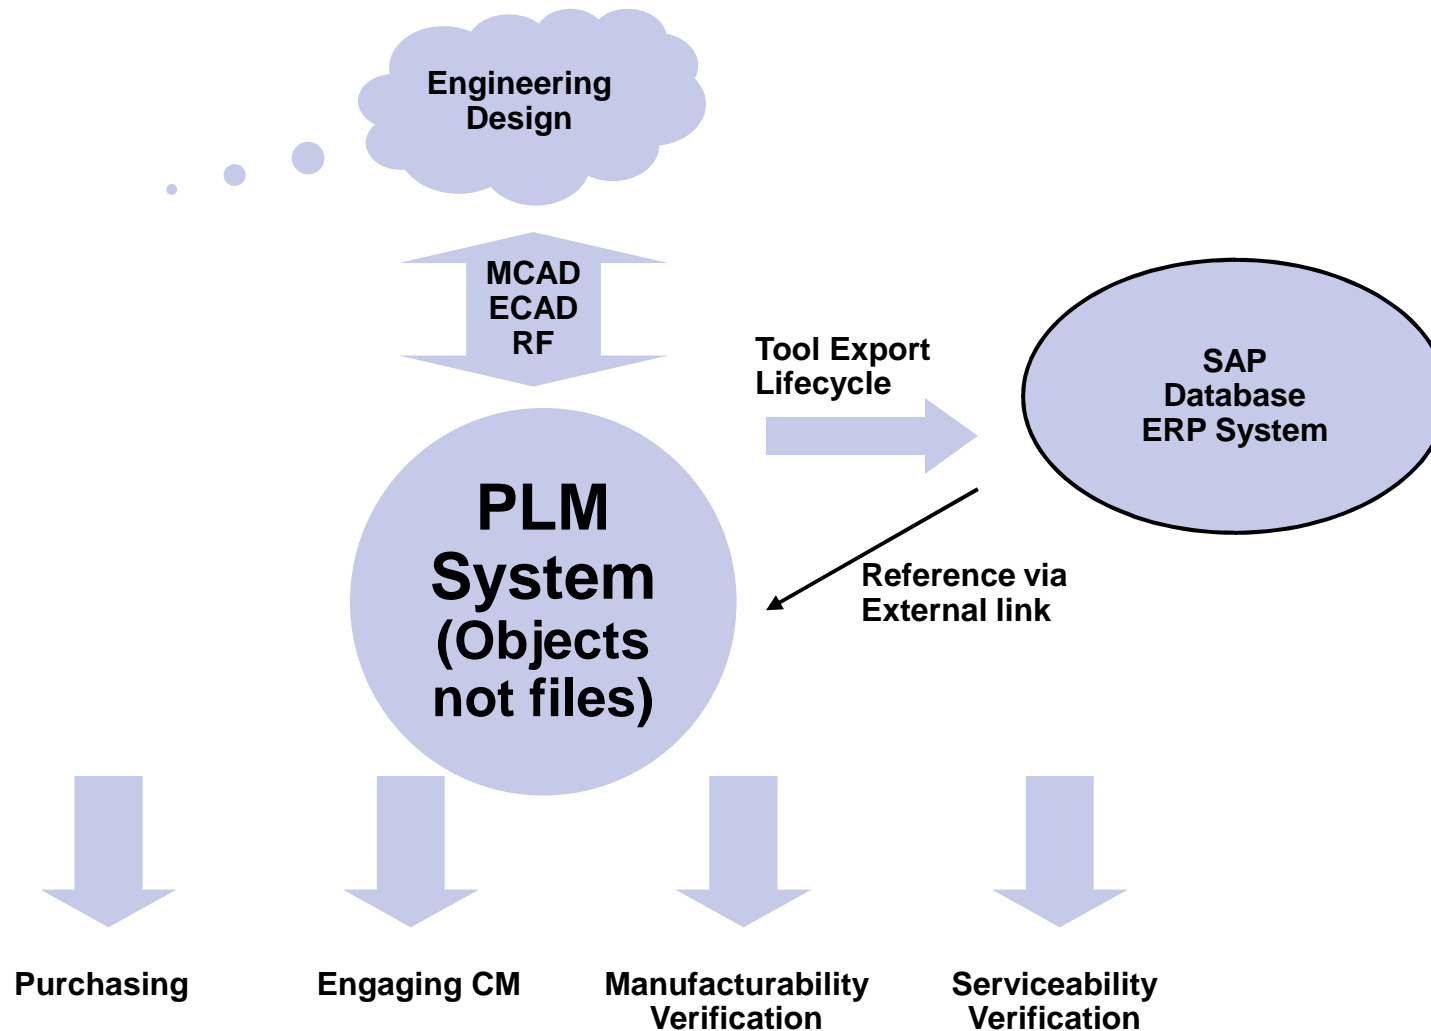 Engineering
Design
MCAD
ECAD
RF
Tool Export
Lifecycle
SAP
Database
ERP System
PLM
System
(Objects
not files)
Reference via
External link
Purchasing
Engaging CM
Manufacturability
Verification
Serviceability
Verification